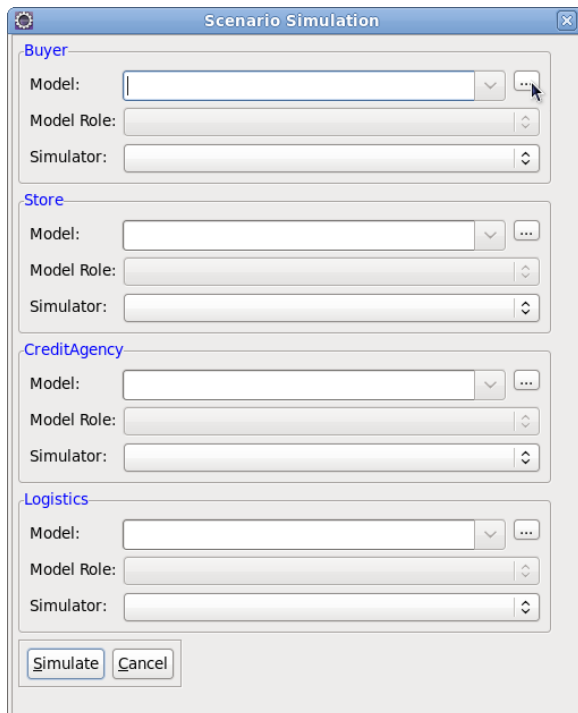 Scenario Simulation
Buyer
Model:
...
Model Role:
Simulator:
Store
Model:
...
Model Role:
Simulator:
CreditAgency
Model:
...
Model Role:
Simulator:
Logistics
Model:
...
Model Role:
Simulator:
Simulate Cancel